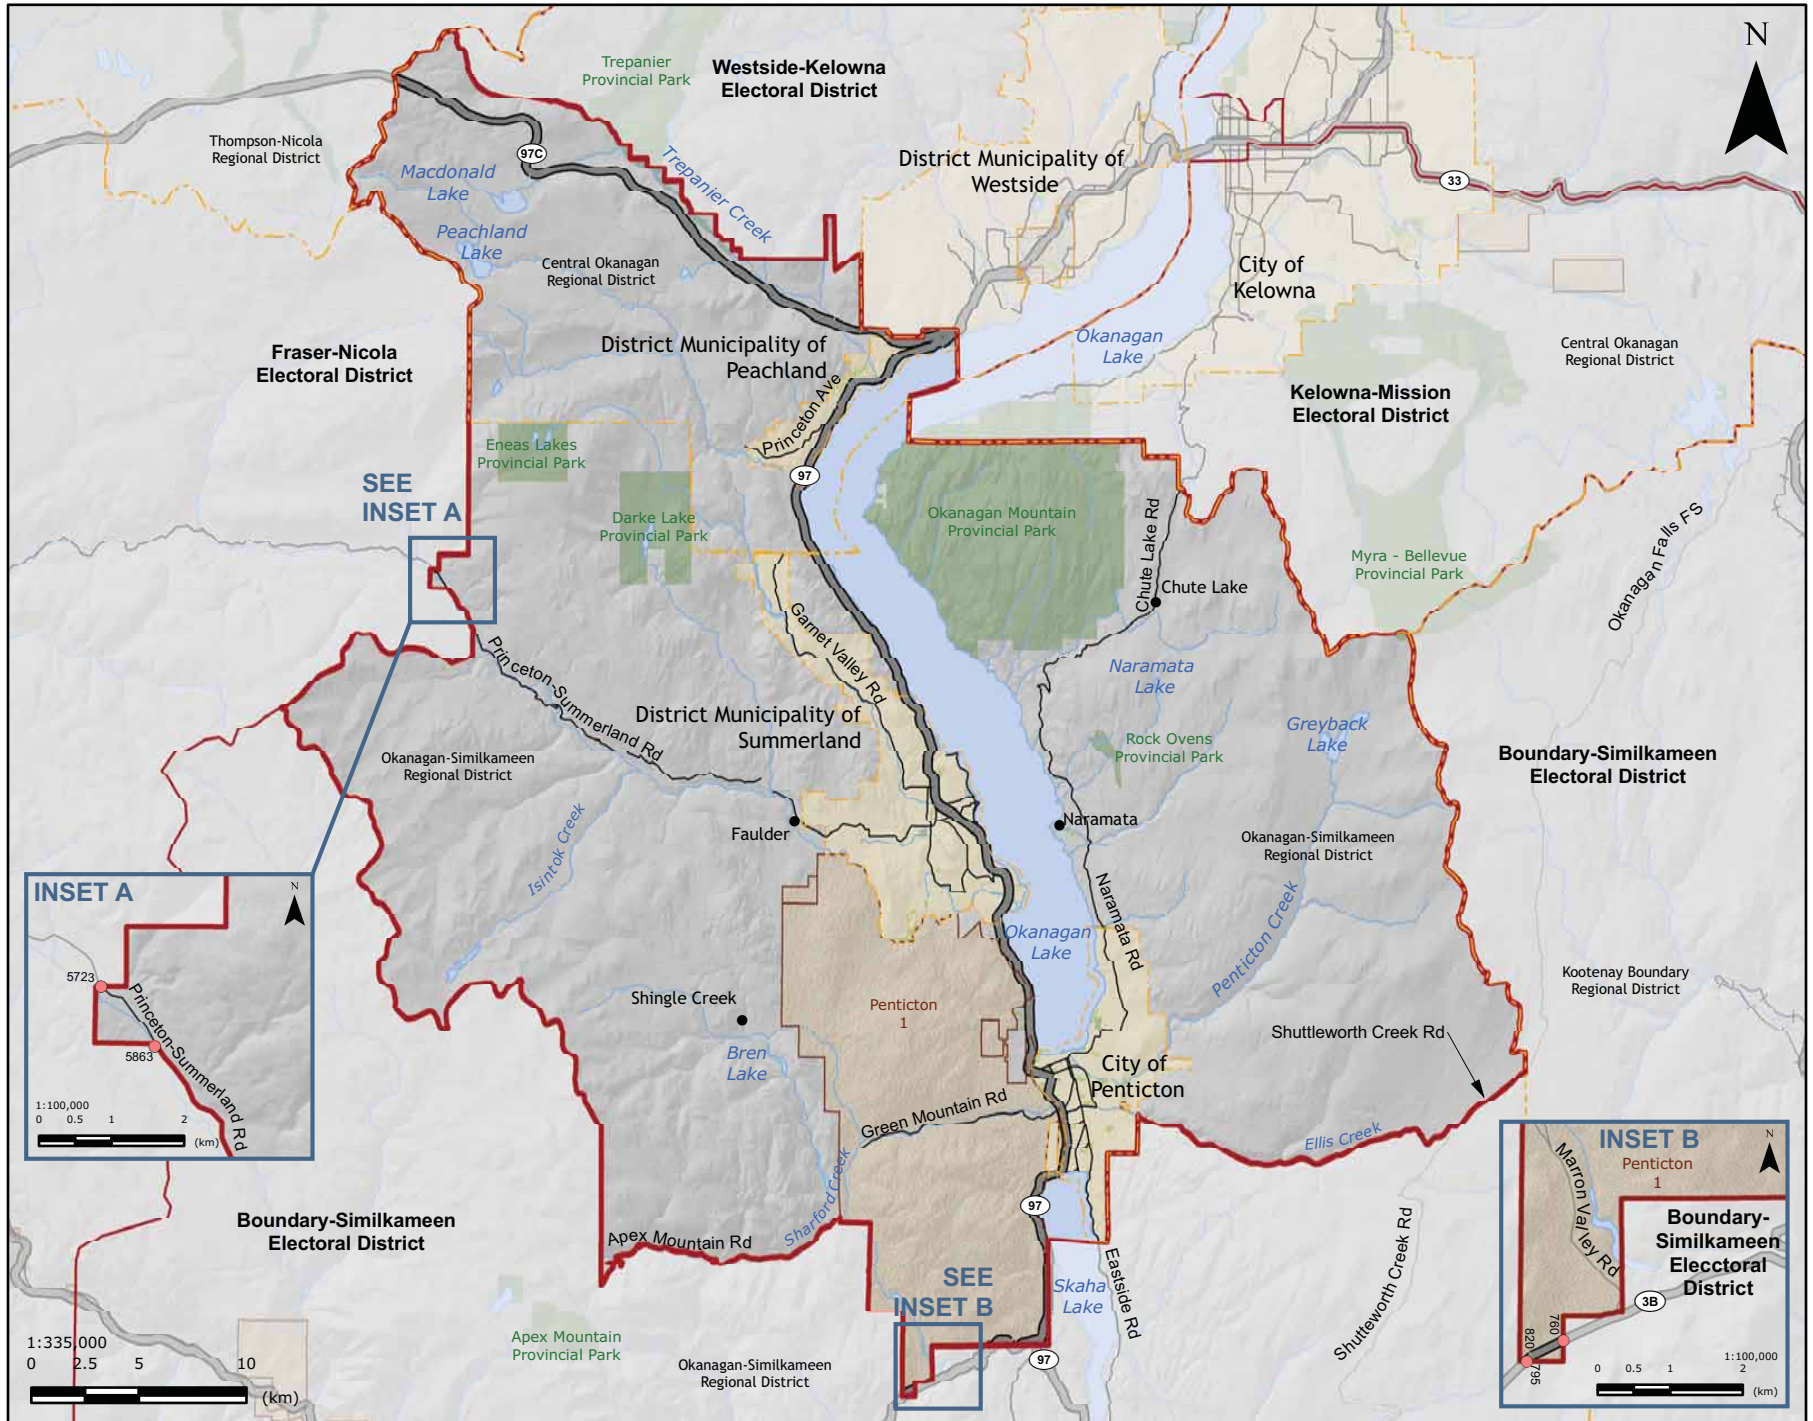 N
Trepanier
Provincial Park
Westside-Kelowna
Electoral District
Thompson-Nicola
Regional District
97C
Macdonald
Lake
Trepanier Creek
District Municipality of
Westside
33
Peachland
Lake
Central Okanagan
Regional District
City of
Kelowna
Okanagan
Lake
Fraser-Nicola
Electoral District
District Municipality of
Peachland
Princeton Ave
Central Okanagan
Regional District
Kelowna-Mission
Electoral District
Eneas Lakes
Provincial Park
97
SEE
INSET A
Darke Lake
Provincial Park
Okanagan Mountain
Provincial Park
Chute Lake Rd
Chute Lake
Myra - Bellevue
Provincial Park
Okanagan Falls FS
Garnet Valley Rd
Princeton-Summerland Rd
Naramata
Lake
District Municipality of
Summerland
Greyback
Lake
Rock Ovens
Provincial Park
Okanagan-Similkameen
Regional District
Boundary-Similkameen
Electoral District
Isintok Creek
Faulder
Naramata
Okanagan-Similkameen
Regional District
Naramata Rd
Penticton Creek
Okanagan
Lake
Kootenay Boundary
Regional District
Shingle Creek
Penticton
1
Bren
Lake
Shuttleworth Creek Rd
City of
Penticton
Green Mountain Rd
Ellis Creek
Sharford Creek
97
Boundary-Similkameen
Electoral District
Apex Mountain Rd
SEE
INSET B
Skaha
Lake
Eastside Rd
Shutteworth Creek Rd
Apex Mountain
Provincial Park
Okanagan-Similkameen
Regional District
97
1:335,000
0 2.5 5 10
(km)
INSET A
N
5723
Princeton-Summerland Rd
5863
1:100,000
0 0.5 1 2
(km)
INSET B
N
Penticton
1
Marron Valley Rd
Boundary-
Similkameen
Elecctoral
District
3B
760
820
795
1:100,000
0 0.5 1 2
(km)